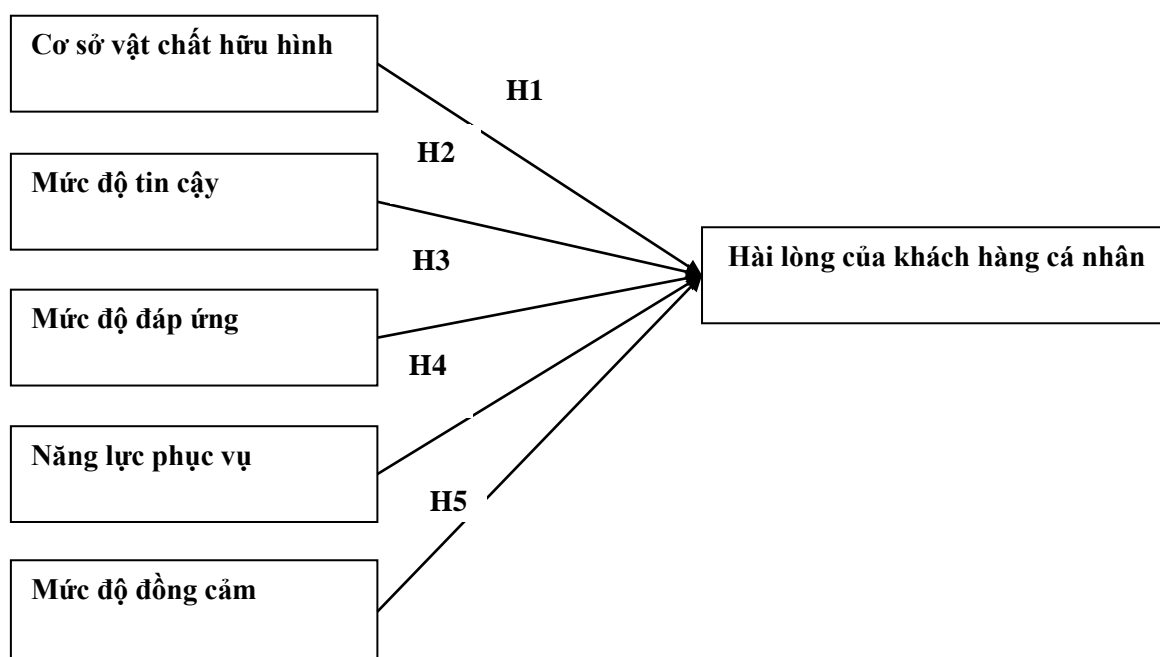 Cơ sở vật chất hữu hình
H1
H2
Mức độ tin cậy
H3
Hài lòng của khách hàng cá nhân
Mức độ đáp ứng
H4
Năng lực phục vụ
H5
Mức độ đồng cảm